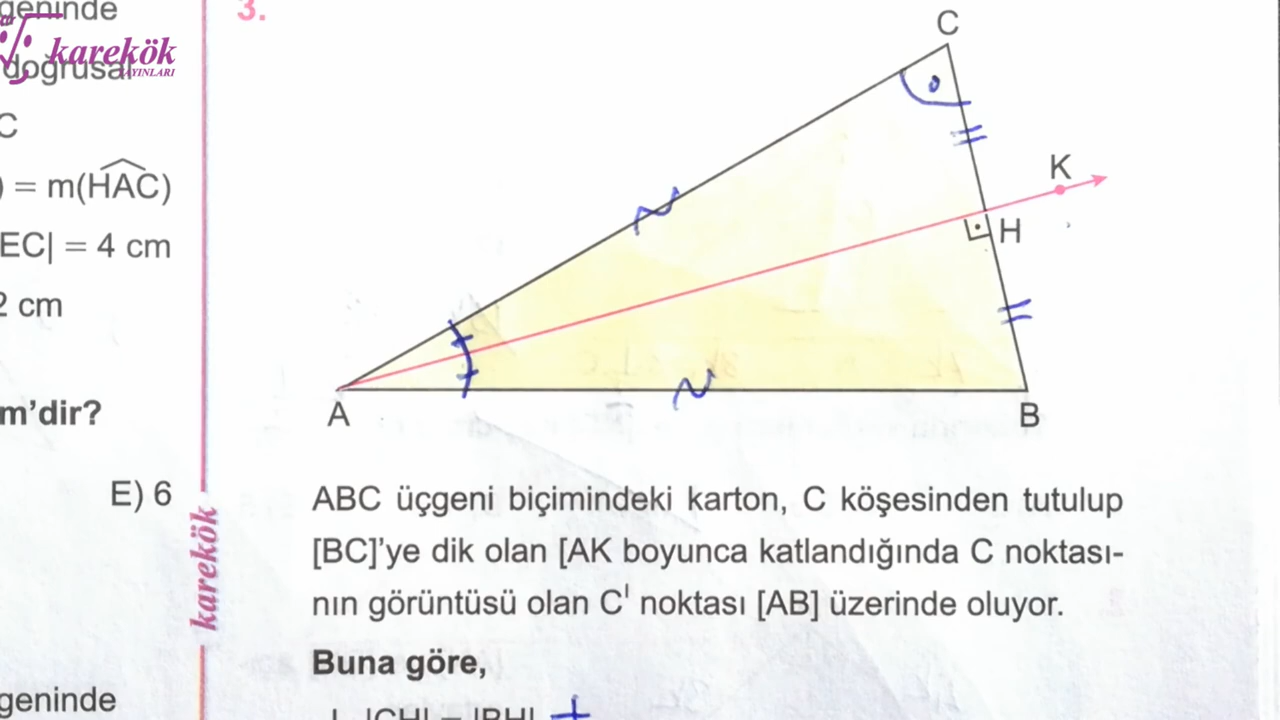 geninde
karekök
YAYINLARI
doğrusal
C
) = m(HAC)
EC| = 4 cm
2 cm
m'dir?
E) 6
geninde
karekök
3.
C
K
H
A
B
ABC üçgeni biçimindeki karton, C köşesinden tutulup
[BC]'ye dik olan [AK boyunca katlandığında C noktası-
nın görüntüsü olan C' noktası [AB] üzerinde oluyor.
Buna göre,
I. |CH| = |BH| +